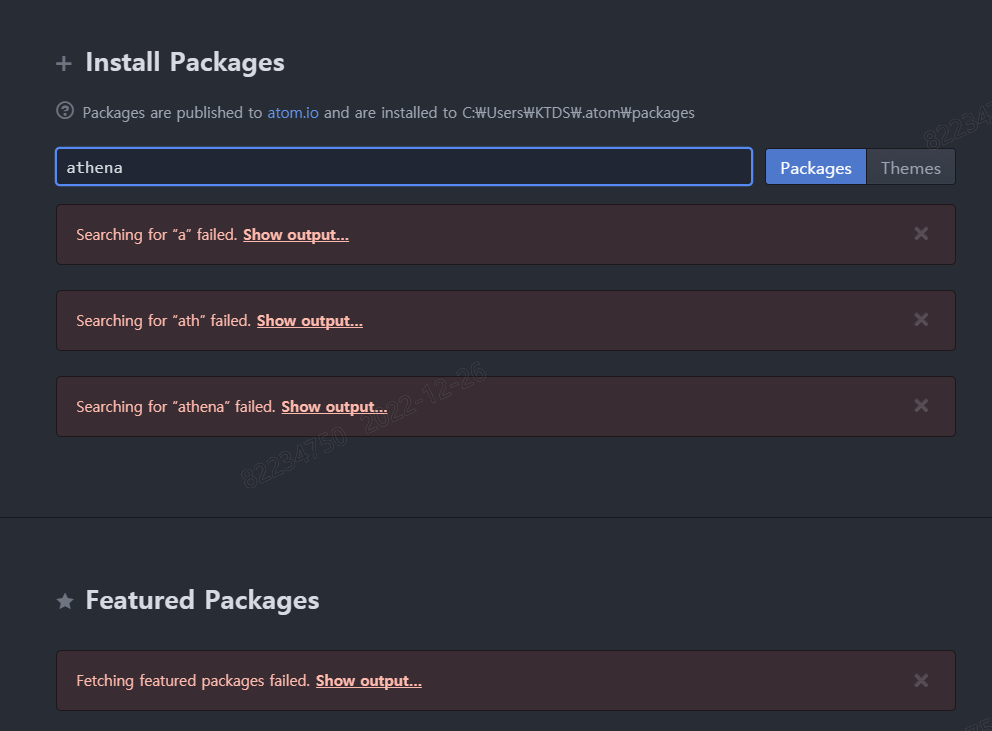 Install Packages
Packages are published to atom.io and are installed to C:₩Users₩KTDS₩.atom₩packages
athena
Packages
Themes
Searching for “a” failed. Show output...
Searching for “ath” failed. Show output...
Searching for “athena” failed. Show output...
82234750 2022-12-26
Featured Packages
Fetching featured packages failed. Show output...